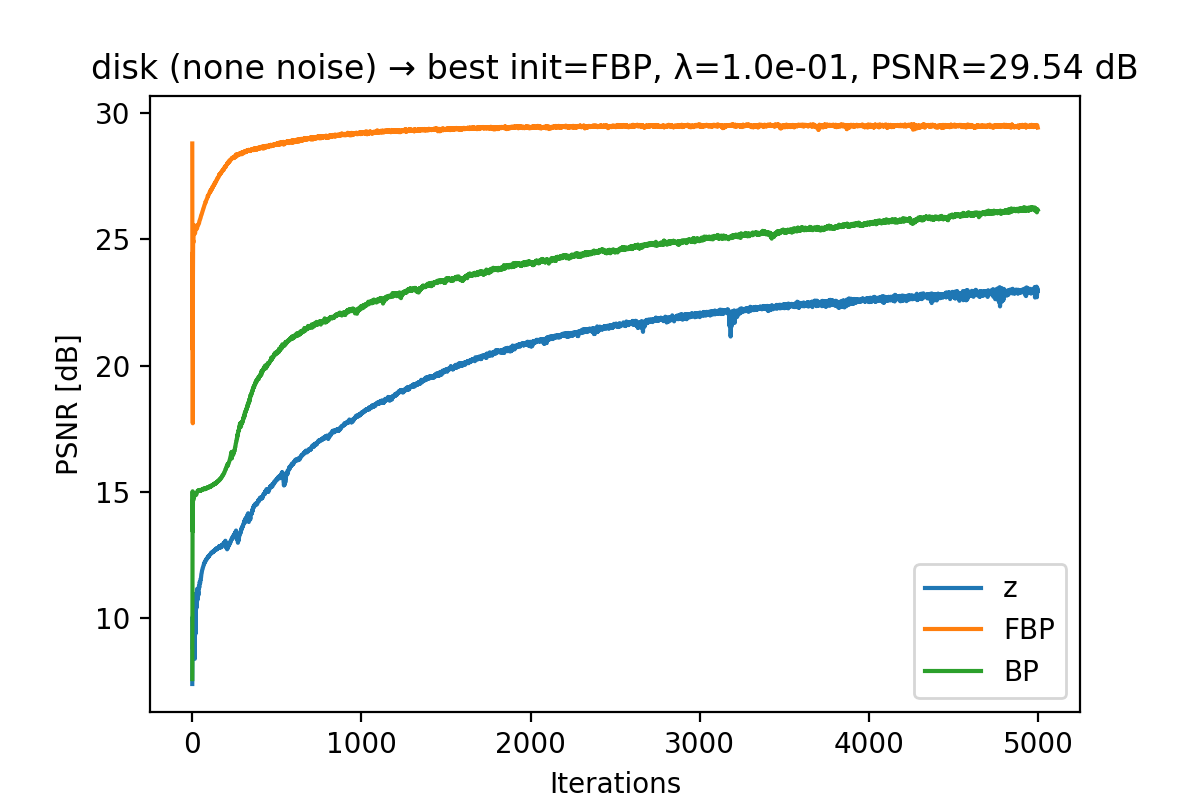 disk (none noise) → best init=FBP, λ=1.0e-01, PSNR=29.54 dB
30
25
20
15
10
PSNR [dB]
z
FBP
BP
0 1000 2000 3000 4000 5000
Iterations